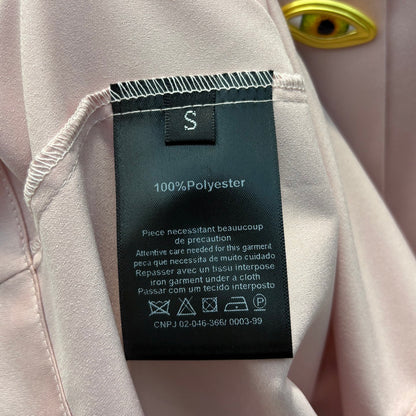 S
100%Polyester
Piece necessitant beauucoup
de precaution
Attentive care needed for this garment
peca que necessita de muito cuidado
Repasser avec un tissu interpose
iron garment under a cloth
Passar com um tecido interposto
CNPJ 02-046-366/ 0003-99